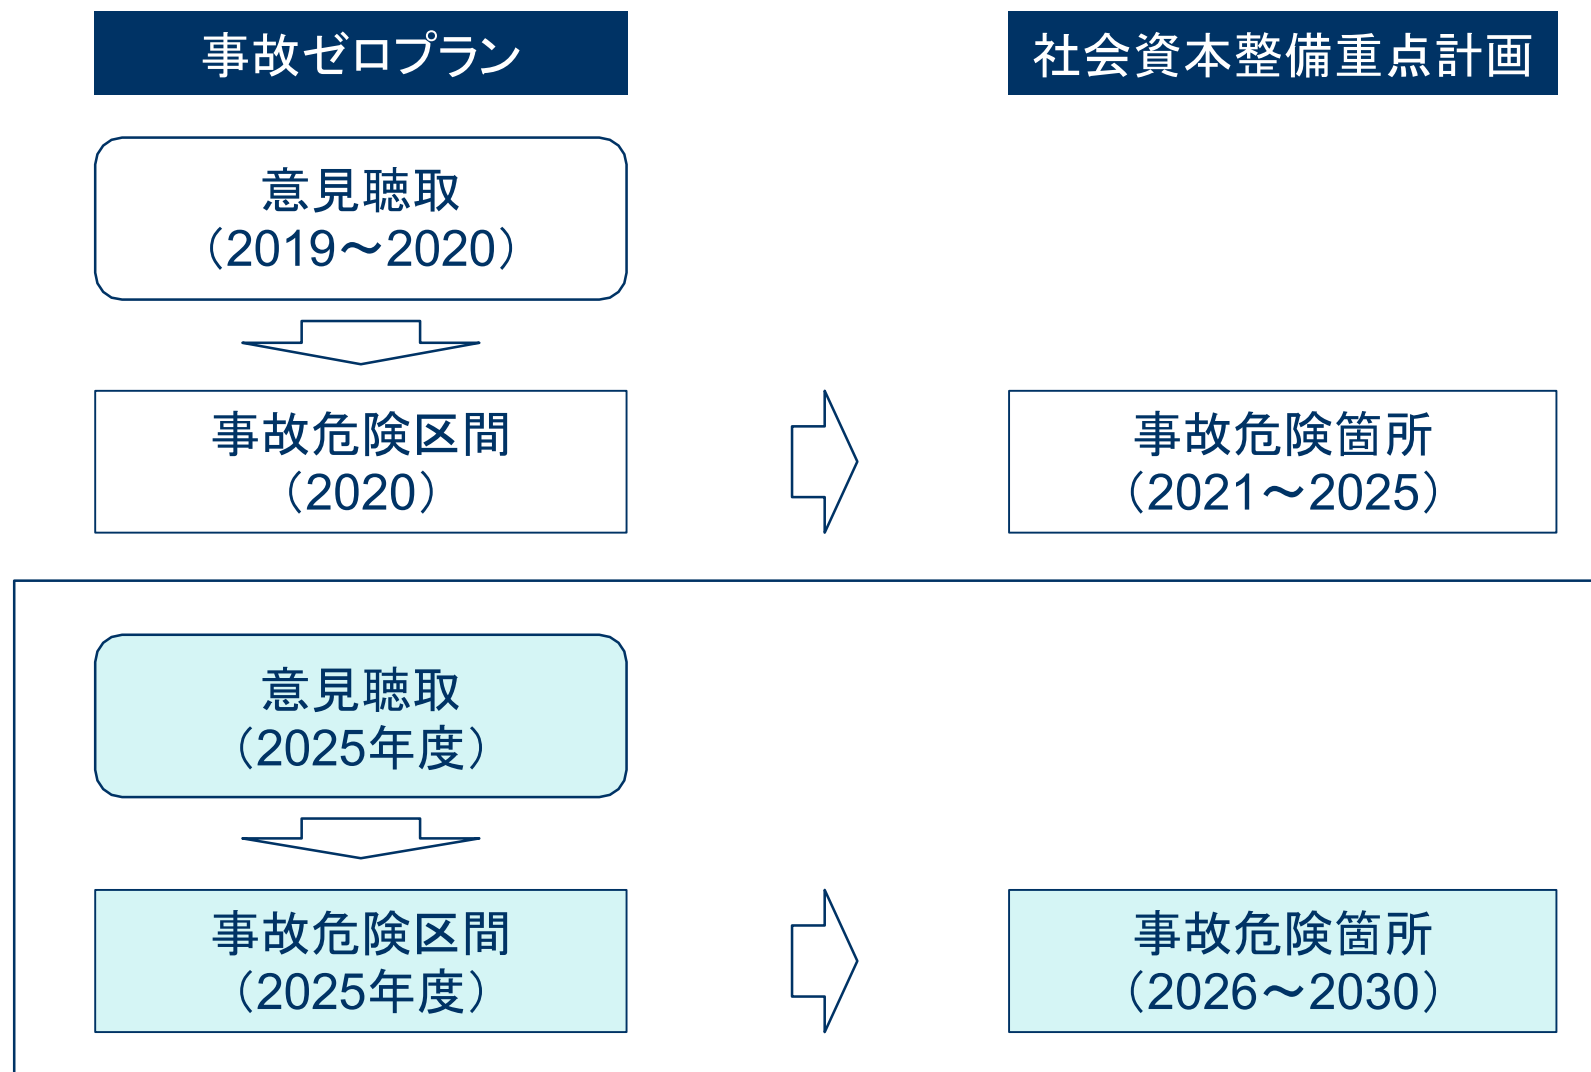 事故ゼロプラン
社会資本整備重点計画
意見聴取
（2019～2020）
事故危険区間
（2020）
事故危険箇所
（2021～2025）
意見聴取
（2025年度）
事故危険区間
（2025年度）
事故危険箇所
（2026～2030）